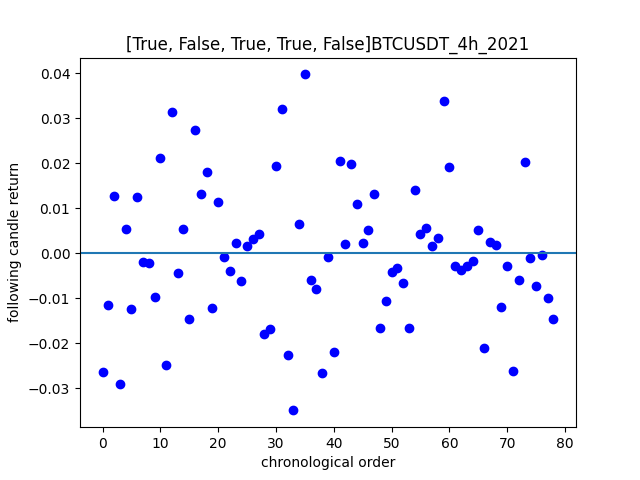 [True, False, True, True, False]BTCUSDT_4h_2021
following candle return
0.04
0.03
0.02
0.01
0.00
−0.01
−0.02
−0.03
0 10 20 30 40 50 60 70 80
chronological order